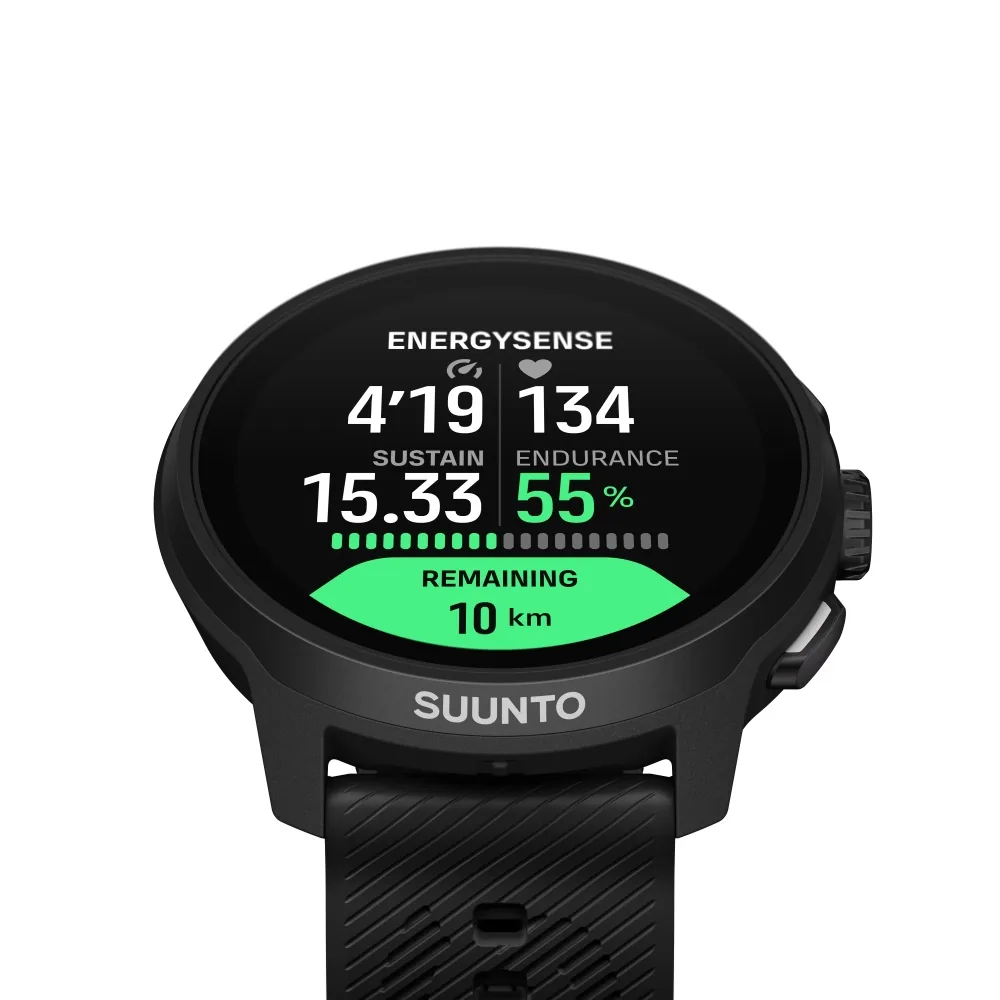 ENERGYSENSE
4’19 134
SUSTAIN ENDURANCE
15.33 55 %
REMAINING
10 km
SUUNTO